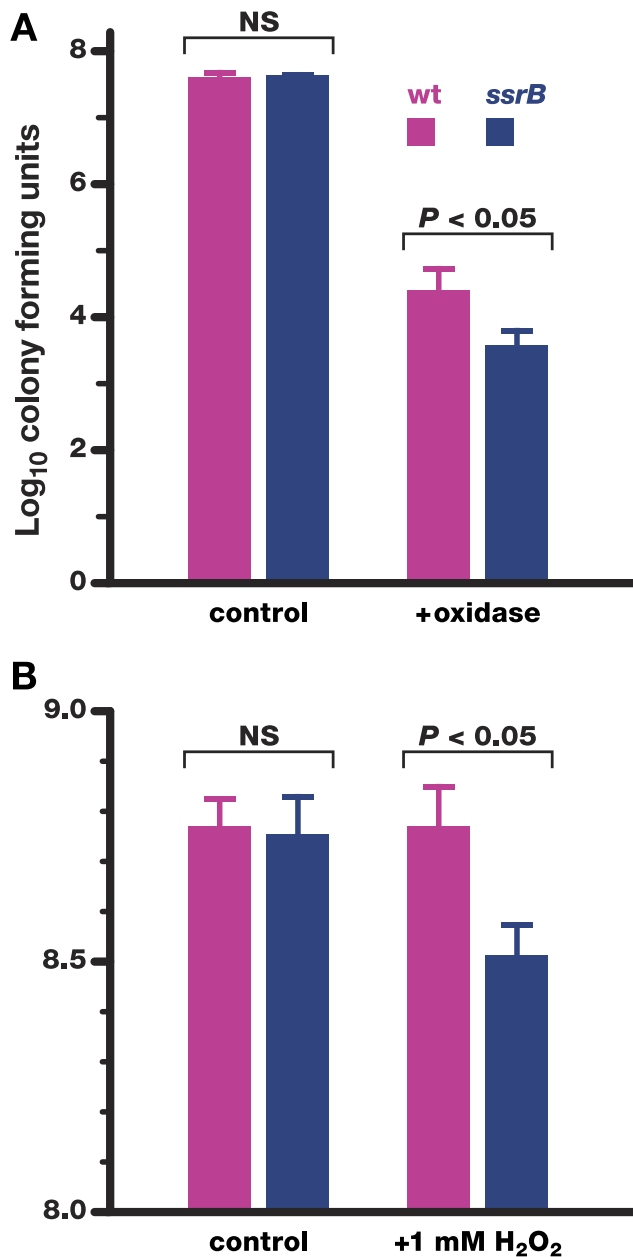 A
NS
8
wt ssrB
6
P < 0.05
4
2
0
Log₁₀ colony forming units
control +oxidase
B
9.0
NS P < 0.05
8.5
8.0
control +1 mM H₂O₂